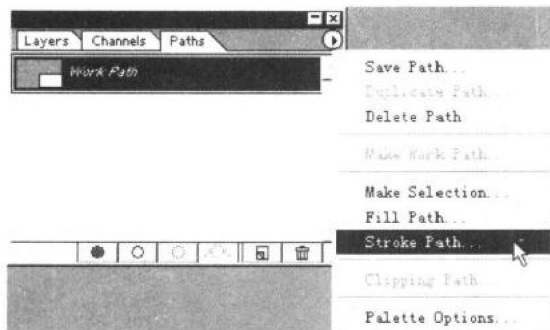 Layers Channels Paths
Work Path
Save Path...
Duplicate Path...
Delete Path
Make Work Path...
Make Selection...
Fill Path...
Stroke Path...
Clipping Path...
Palette Options...